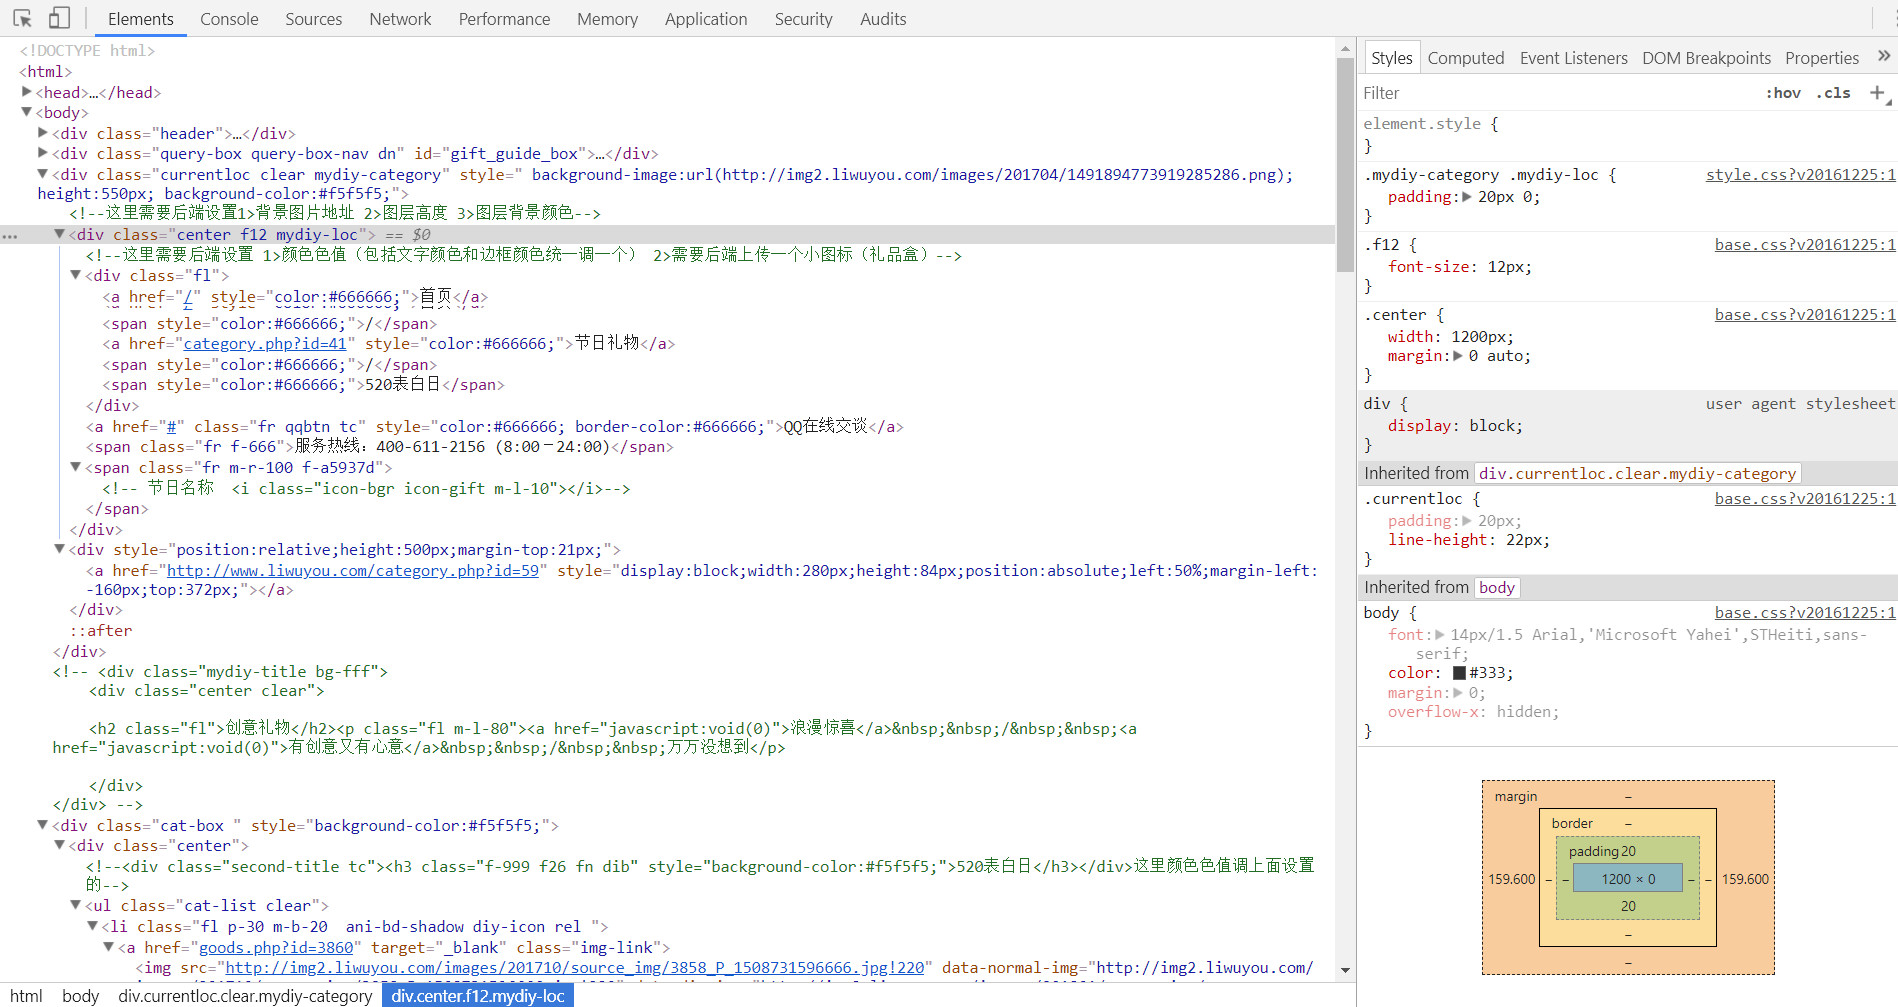 Elements Console Sources Network Performance Memory Application Security Audits
<!DOCTYPE html>
<html>
<head>…</head>
<body>
<div class="header">…</div>
<div class="query-box query-box-nav dn" id="gift_guide_box">…</div>
<div class="currentloc clear mydiy-category" style=" background-image:url(http://img2.liwuyou.com/images/201704/1491894773919285286.png);
height:550px; background-color:#f5f5f5;">
<!--这里需要后端设置1>背景图片地址 2>图层高度 3>图层背景颜色-->
<div class="center f12 mydiy-loc"> == $0
<!--这里需要后端设置 1>颜色色值（包括文字颜色和边框颜色统一调一个） 2>需要后端上传一个小图标（礼品盒）-->
<div class="fl">
<a href="/" style="color:#666666;">首页</a>
<span style="color:#666666;">/</span>
<a href="category.php?id=41" style="color:#666666;">节日礼物</a>
<span style="color:#666666;">/</span>
<span style="color:#666666;">520表白日</span>
</div>
<a href="#" class="fr qqbtn tc" style="color:#666666; border-color:#666666;">QQ在线交谈</a>
<span class="fr f-666">服务热线：400-611-2156 (8:00－24:00)</span>
<span class="fr m-r-100 f-a5937d">
<!-- 节日名称  <i class="icon-bgr icon-gift m-l-10"></i>-->
</span>
</div>
<div style="position:relative;height:500px;margin-top:21px;">
<a href="http://www.liwuyou.com/category.php?id=59" style="display:block;width:280px;height:84px;position:absolute;left:50%;margin-left:
-160px;top:372px;"></a>
</div>
::after
</div>
<!-- <div class="mydiy-title bg-fff">
<div class="center clear">
<h2 class="fl">创意礼物</h2><p class="fl m-l-80"><a href="javascript:void(0)">浪漫惊喜</a>&nbsp;&nbsp;/&nbsp;&nbsp;<a
href="javascript:void(0)">有创意又有心意</a>&nbsp;&nbsp;/&nbsp;&nbsp;万万没想到</p>
</div>
</div> -->
<div class="cat-box " style="background-color:#f5f5f5;">
<div class="center">
<!--<div class="second-title tc"><h3 class="f-999 f26 fn dib" style="background-color:#f5f5f5;">520表白日</h3></div>这里颜色色值调上面设置
的-->
<ul class="cat-list clear">
<li class="fl p-30 m-b-20  ani-bd-shadow diy-icon rel ">
<a href="goods.php?id=3860" target="_blank" class="img-link">
<img src="http://img2.liwuyou.com/images/201710/source_img/3858_P_1508731596666.jpg!220" data-normal-img="http://img2.liwuyou.com/
html body div.currentloc.clear.mydiy-category div.center.f12.mydiy-loc
Styles Computed Event Listeners DOM Breakpoints Properties »
Filter :hov .cls +
element.style {
}
.mydiy-category .mydiy-loc { style.css?v20161225:1
padding: 20px 0;
}
.f12 { base.css?v20161225:1
font-size: 12px;
}
.center { base.css?v20161225:1
width: 1200px;
margin: 0 auto;
}
div { user agent stylesheet
display: block;
}
Inherited from div.currentloc.clear.mydiy-category
.currentloc { base.css?v20161225:1
padding: 20px;
line-height: 22px;
}
Inherited from body
body { base.css?v20161225:1
font: 14px/1.5 Arial,'Microsoft Yahei',STHeiti,sans-
serif;
color: #333;
margin: 0;
overflow-x: hidden;
}
margin –
border –
padding 20
159.600 – – 1200 × 0 – – 159.600
20
–
–